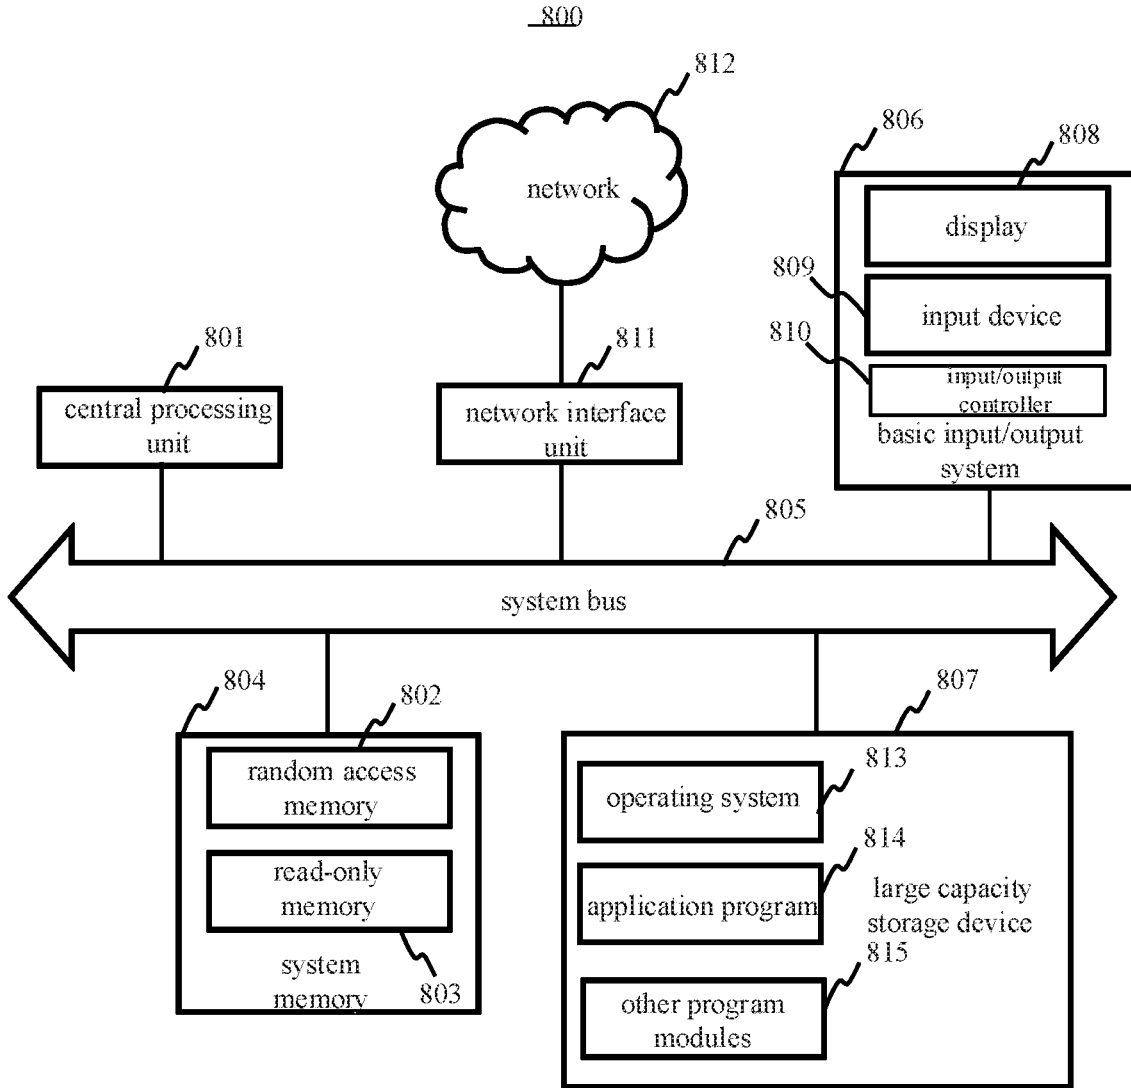 800
812
network
806
808
display
809
input device
810
input/output
controller
basic input/output
system
801
central processing
unit
811
network interface
unit
805
system bus
804
802
random access
memory
read-only
memory
803
system
memory
807
813
operating system
814
application program
large capacity
storage device
815
other program
modules